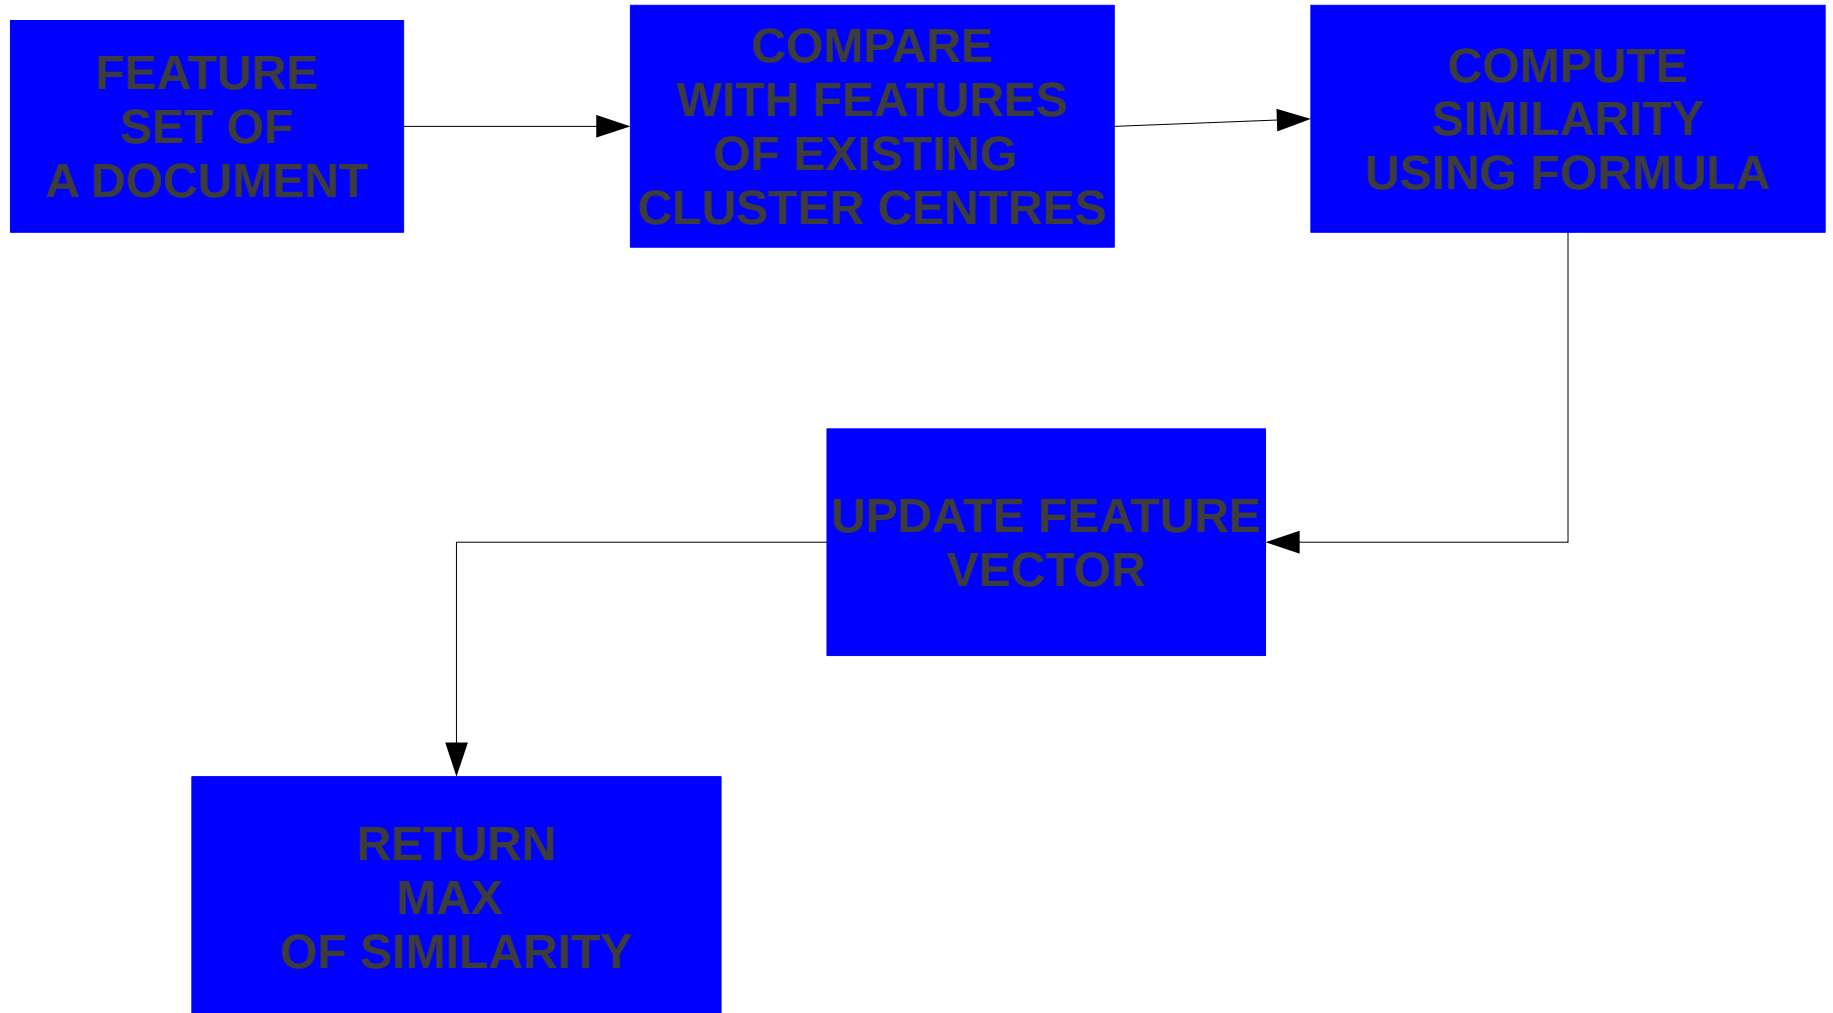 FEATURE
SET OF
A DOCUMENT
COMPARE
WITH FEATURES
OF EXISTING
CLUSTER CENTRES
COMPUTE
SIMILARITY
USING FORMULA
UPDATE FEATURE
VECTOR
RETURN
MAX
OF SIMILARITY